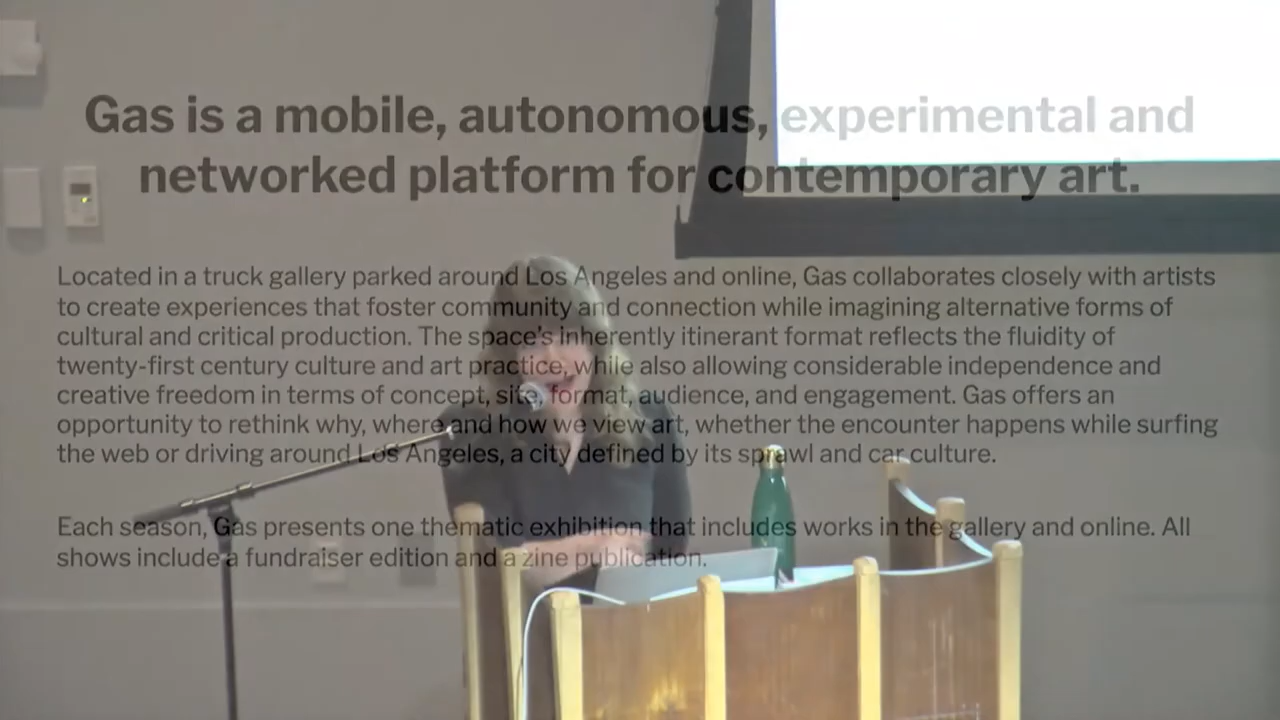 Gas is a mobile, autonomous, experimental and
networked platform for contemporary art.
Located in a truck gallery parked around Los Angeles and online, Gas collaborates closely with artists
to create experiences that foster community and connection while imagining alternative forms of
cultural and critical production. The space's inherently itinerant format reflects the fluidity of
twenty-first century culture and art practice, while also allowing considerable independence and
creative freedom in terms of concept, site, format, audience, and engagement. Gas offers an
opportunity to rethink why, where and how we view art, whether the encounter happens while surfing
the web or driving around Los Angeles, a city defined by its sprawl and car culture.
Each season, Gas presents one thematic exhibition that includes works in the gallery and online. All
shows include a fundraiser edition and a zine publication.